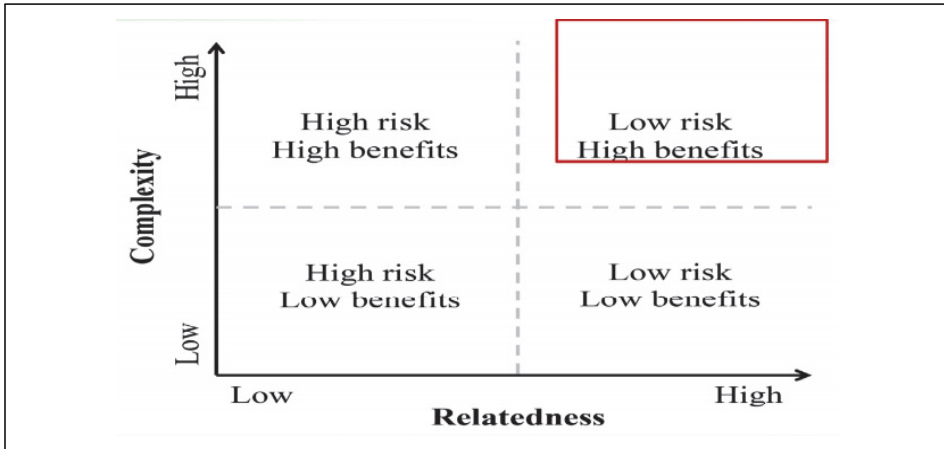 High
High risk
High benefits
Low risk
High benefits
Complexity
High risk
Low benefits
Low risk
Low benefits
Low
Low
High
Relatedness